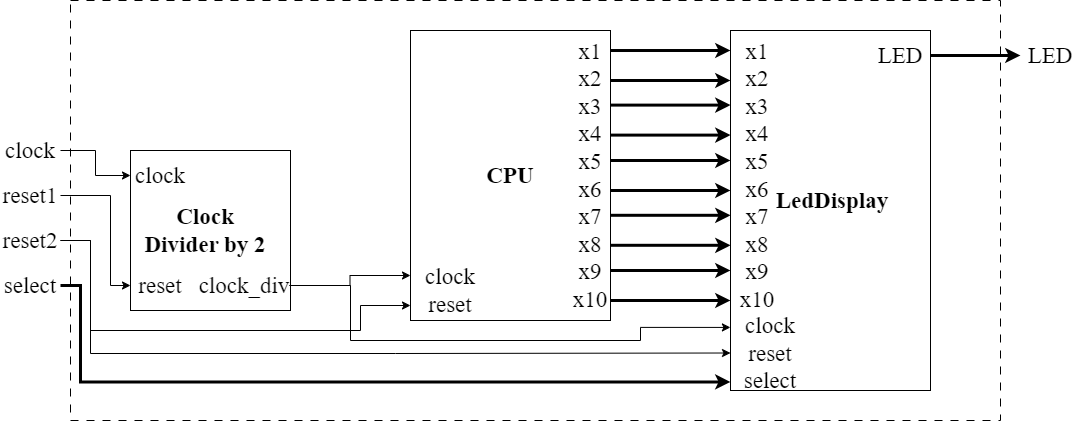 clock
reset1
reset2
select
clock
Clock
Divider by 2
reset clock_div
CPU
x1
x2
x3
x4
x5
x6
x7
x8
x9
x10
clock
reset
x1
x2
x3
x4
x5
x6
x7
x8
x9
x10
clock
reset
select
LedDisplay
LED
LED